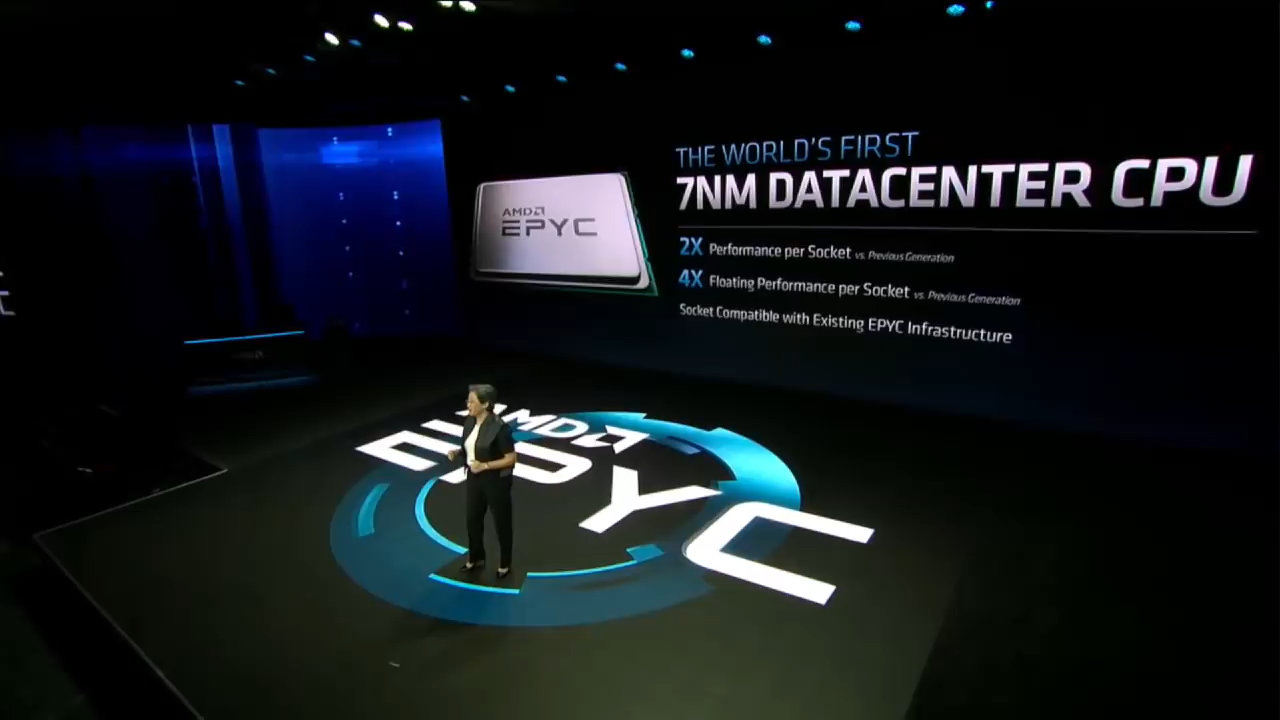 THE WORLD'S FIRST
7NM DATACENTER CPU
AMD
EPYC
2X Performance per Socket vs. Previous Generation
4X Floating Performance per Socket vs. Previous Generation
Socket Compatible with Existing EPYC Infrastructure
AMD
EPYC